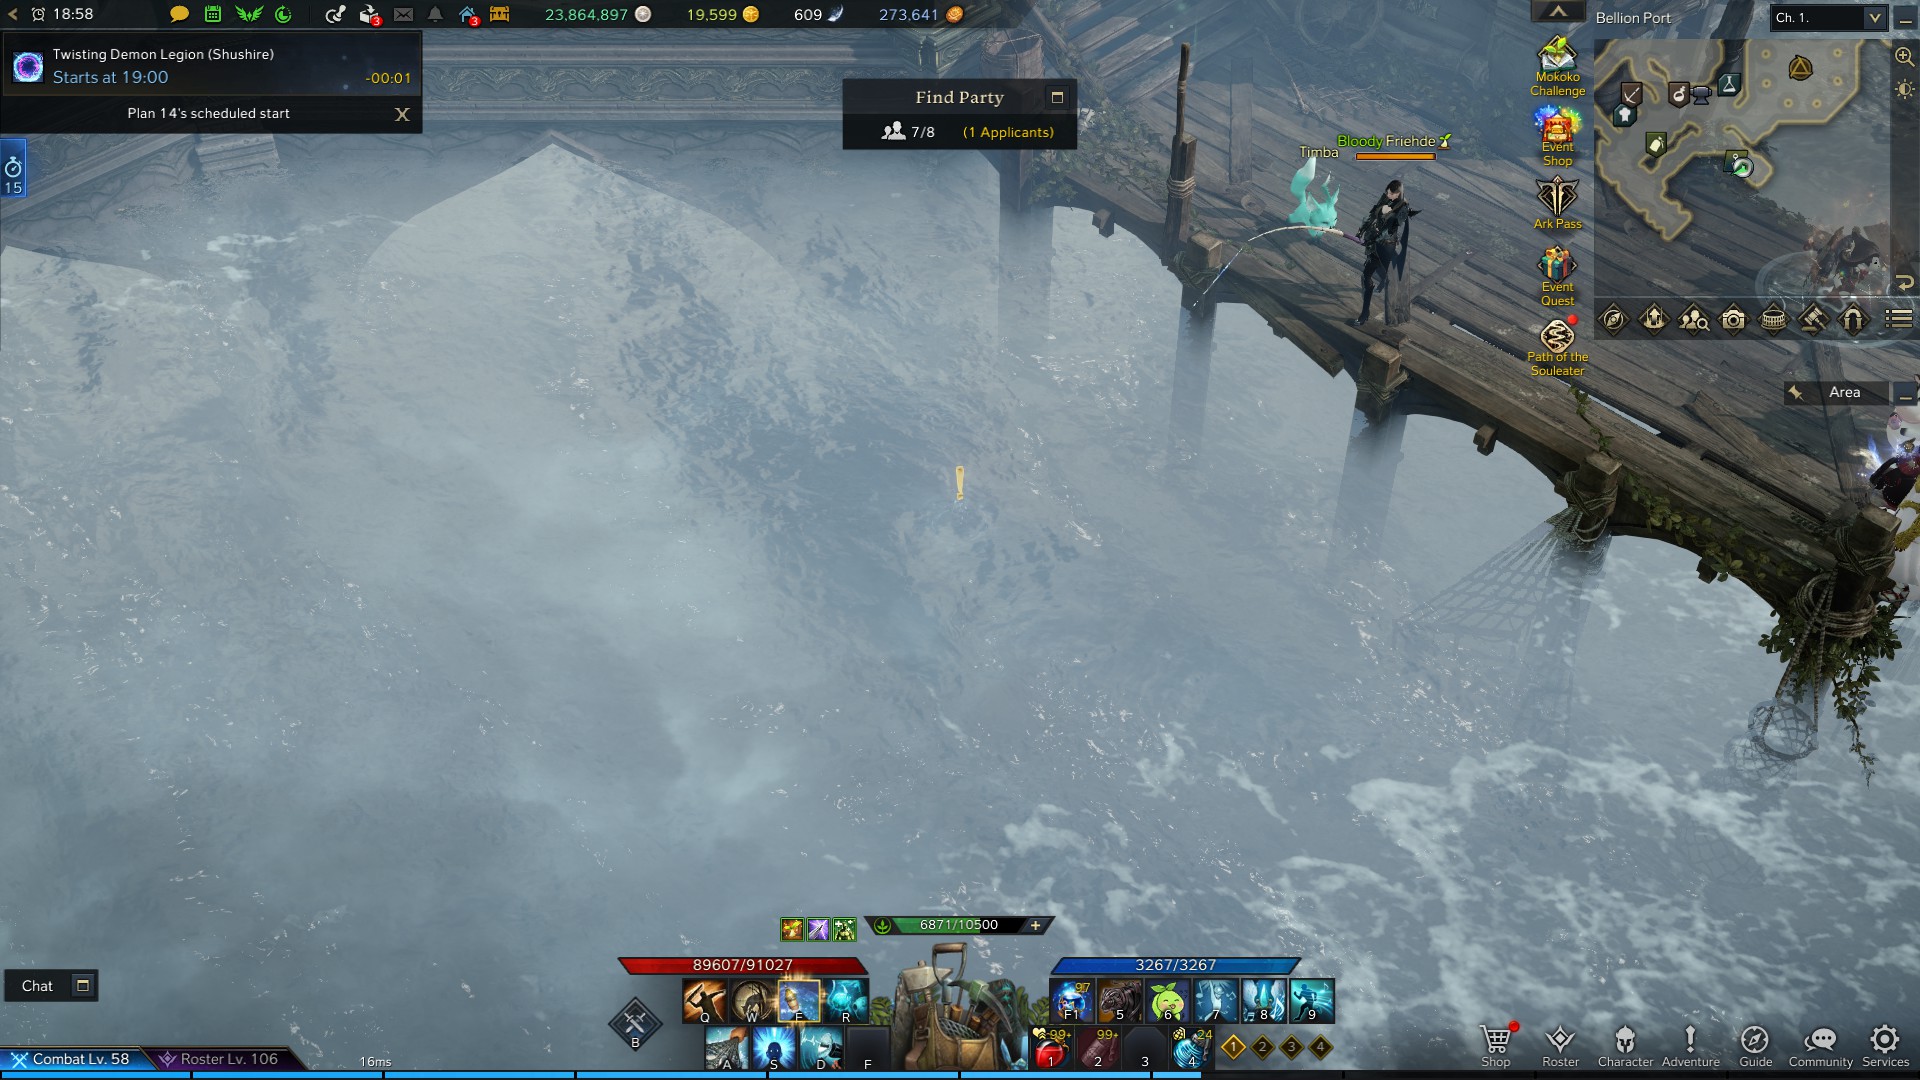 18:58
3
3
23,864,897
19,599
609
273,641
Twisting Demon Legion (Shushire)
Starts at 19:00
-00:01
Plan 14's scheduled start
X
15
Find Party
7/8
(1 Applicants)
Timba
Bloody Friehde
Bellion Port
Ch. 1.
Mokoko
Challenge
Event
Shop
Ark Pass
Event
Quest
Path of the
Souleater
Area
6871/10500
89607/91027
3267/3267
Q
W
E
R
B
A
S
D
F
97
F1
5
6
7
8
9
99+
1
99+
2
3
24
4
1
2
3
4
Chat
Combat Lv. 58
Roster Lv. 106
16ms
Shop
Roster
Character
Adventure
Guide
Community
Services